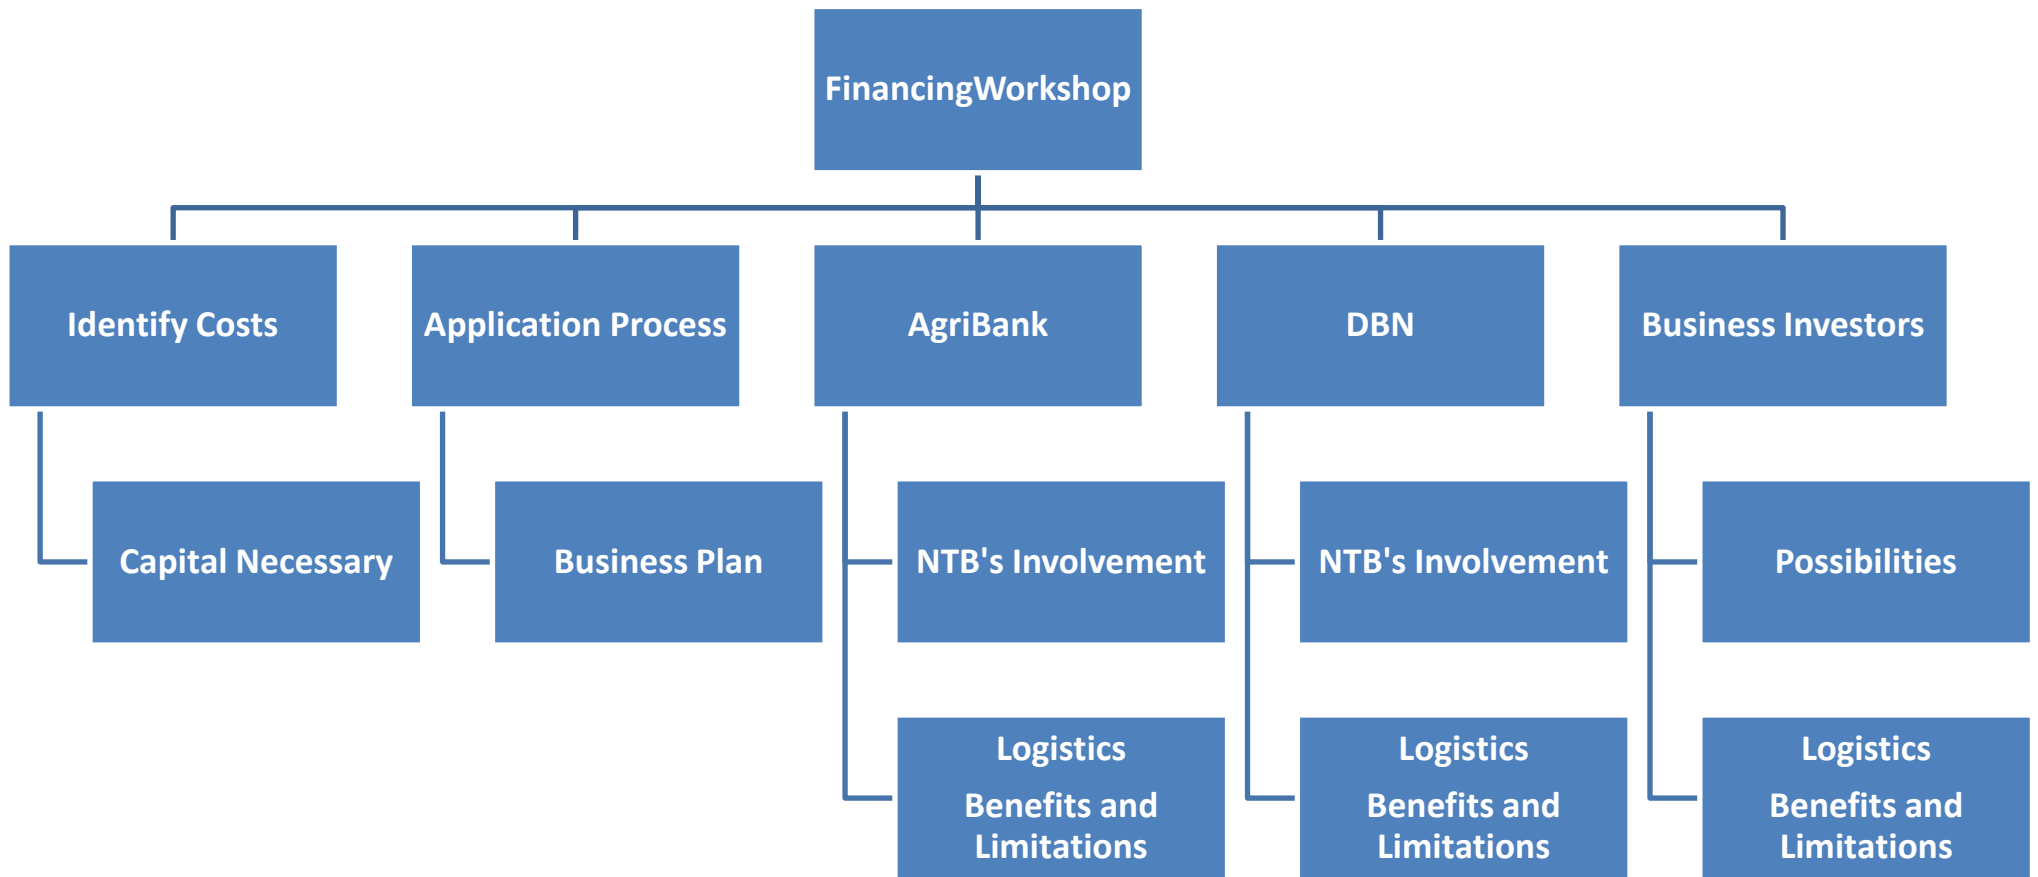 FinancingWorkshop
Identify Costs
Application Process
AgriBank
DBN
Business Investors
Capital Necessary
Business Plan
NTB's Involvement
NTB's Involvement
Possibilities
Logistics
Benefits and
Limitations
Logistics
Benefits and
Limitations
Logistics
Benefits and
Limitations